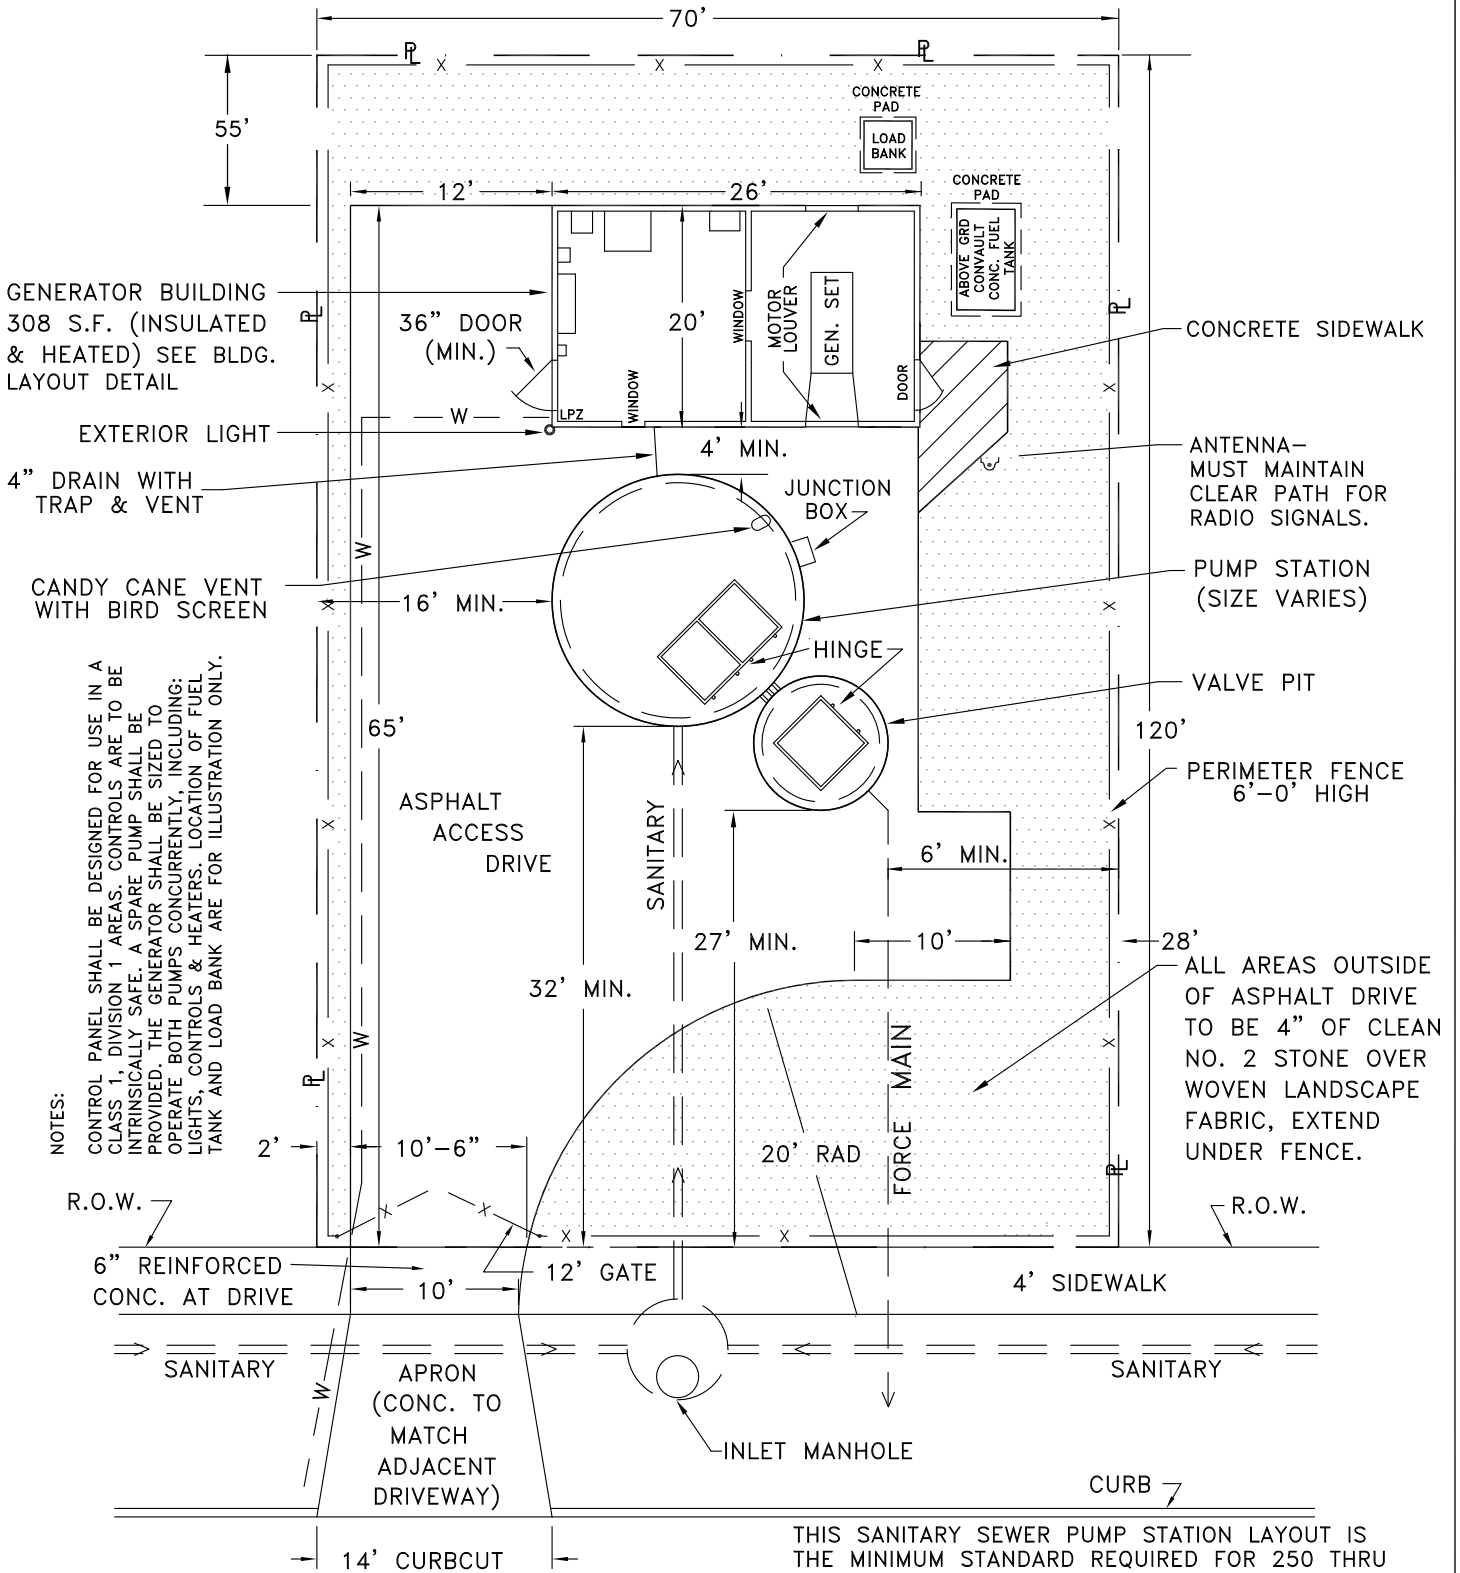 70'
P L
P L
X
X
X
CONCRETE
PAD
LOAD
BANK
55'
12'
26'
CONCRETE
PAD
ABOVE GRD
CONVAULT
CONC. FUEL
TANK
GENERATOR BUILDING
308 S.F. (INSULATED
& HEATED) SEE BLDG.
LAYOUT DETAIL
P L
36” DOOR
(MIN.)
20'
WINDOW
MOTOR
LOUVER
GEN. SET
DOOR
P L
CONCRETE SIDEWALK
X
X
W
LPZ
WINDOW
EXTERIOR LIGHT
4' MIN.
4” DRAIN WITH
TRAP & VENT
JUNCTION
BOX
ANTENNA–
MUST MAINTAIN
CLEAR PATH FOR
RADIO SIGNALS.
W
CANDY CANE VENT
WITH BIRD SCREEN
16' MIN.
X
X
PUMP STATION
(SIZE VARIES)
HINGE
VALVE PIT
65'
120'
NOTES:
CONTROL PANEL SHALL BE DESIGNED FOR USE IN A
CLASS 1, DIVISION 1 AREAS. CONTROLS ARE TO BE
INTRINSICALLY SAFE. A SPARE PUMP SHALL BE
PROVIDED. THE GENERATOR SHALL BE SIZED TO
OPERATE BOTH PUMPS CONCURRENTLY, INCLUDING:
LIGHTS, CONTROLS & HEATERS. LOCATION OF FUEL
TANK AND LOAD BANK ARE FOR ILLUSTRATION ONLY.
PERIMETER FENCE
6'–0' HIGH
X
X
ASPHALT
ACCESS
DRIVE
SANITARY
6' MIN.
27' MIN.
10'
28'
32' MIN.
ALL AREAS OUTSIDE
OF ASPHALT DRIVE
TO BE 4” OF CLEAN
NO. 2 STONE OVER
WOVEN LANDSCAPE
FABRIC, EXTEND
UNDER FENCE.
X
W
X
P L
FORCE MAIN
2'
10'–6”
20' RAD
P L
R.O.W.
X
X
X
X
R.O.W.
6” REINFORCED
CONC. AT DRIVE
10'
12' GATE
4' SIDEWALK
SANITARY
W
APRON
(CONC. TO
MATCH
ADJACENT
DRIVEWAY)
SANITARY
INLET MANHOLE
CURB
14' CURBCUT
THIS SANITARY SEWER PUMP STATION LAYOUT IS
THE MINIMUM STANDARD REQUIRED FOR 250 THRU